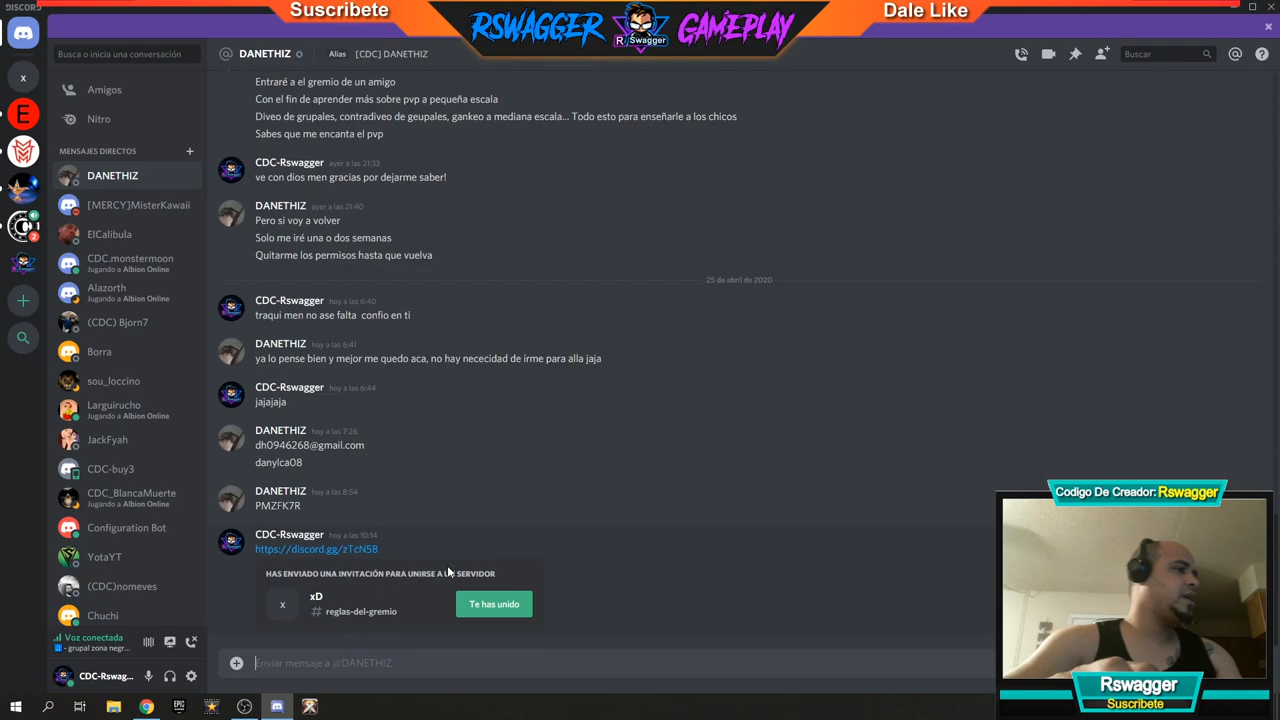 DISCORD
Suscribete
RSWAGGER
R/Swagger
GAMEPLAY
Dale Like
Busca o inicia una conversación
@ DANETHIZ
Alias
[CDC] DANETHIZ
Buscar
x
E
2
Amigos
Nitro
MENSAJES DIRECTOS
DANETHIZ
[MERCY]MisterKawaii
ElCalibula
CDC.monstermoon
Jugando a Albion Online
Alazorth
Jugando a Albion Online
(CDC) Bjorn7
Borra
sou_loccino
Larguirucho
Jugando a Albion Online
JackFyah
CDC-buy3
CDC_BlancaMuerte
Jugando a Albion Online
Configuration Bot
YotaYT
(CDC)nomeves
Chuchi
Voz conectada
- grupal zona negr...
CDC-Rswag...
Entraré a el gremio de un amigo
Con el fin de aprender más sobre pvp a pequeña escala
Diveo de grupales, contradiveo de geupales, gankeo a mediana escala... Todo esto para enseñarle a los chicos
Sabes que me encanta el pvp
CDC-Rswagger ayer a las 21:33
ve con dios men gracias por dejarme saber!
DANETHIZ ayer a las 21:40
Pero si voy a volver
Solo me iré una o dos semanas
Quitarme los permisos hasta que vuelva
25 de abril de 2020
CDC-Rswagger hoy a las 6:40
traqui men no ase falta confio en ti
DANETHIZ hoy a las 6:41
ya lo pense bien y mejor me quedo aca, no hay nececidad de irme para alla jaja
CDC-Rswagger hoy a las 6:44
jajajaja
DANETHIZ hoy a las 7:26
dh0946268@gmail.com
danylca08
DANETHIZ hoy a las 8:54
PMZFK7R
CDC-Rswagger hoy a las 10:14
https://discord.gg/zTcN5B
HAS ENVIADO UNA INVITACIÓN PARA UNIRSE A U SERVIDOR
x
xD
# reglas-del-gremio
Te has unido
Enviar mensaje a @DANETHIZ
Codigo De Creador: Rswagger
Rswagger
Suscribete
EPIC